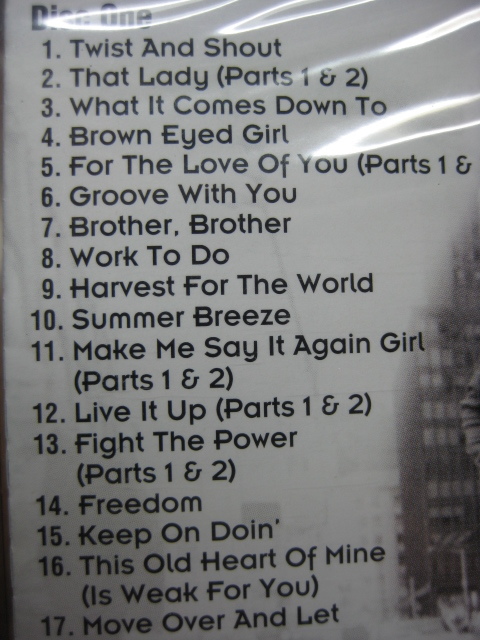 Disc One
1. Twist And Shout
2. That Lady (Parts 1 & 2)
3. What It Comes Down To
4. Brown Eyed Girl
5. For The Love Of You (Parts 1 &
6. Groove With You
7. Brother, Brother
8. Work To Do
9. Harvest For The World
10. Summer Breeze
11. Make Me Say It Again Girl
(Parts 1 & 2)
12. Live It Up (Parts 1 & 2)
13. Fight The Power
(Parts 1 & 2)
14. Freedom
15. Keep On Doin'
16. This Old Heart Of Mine
(Is Weak For You)
17. Move Over And Let